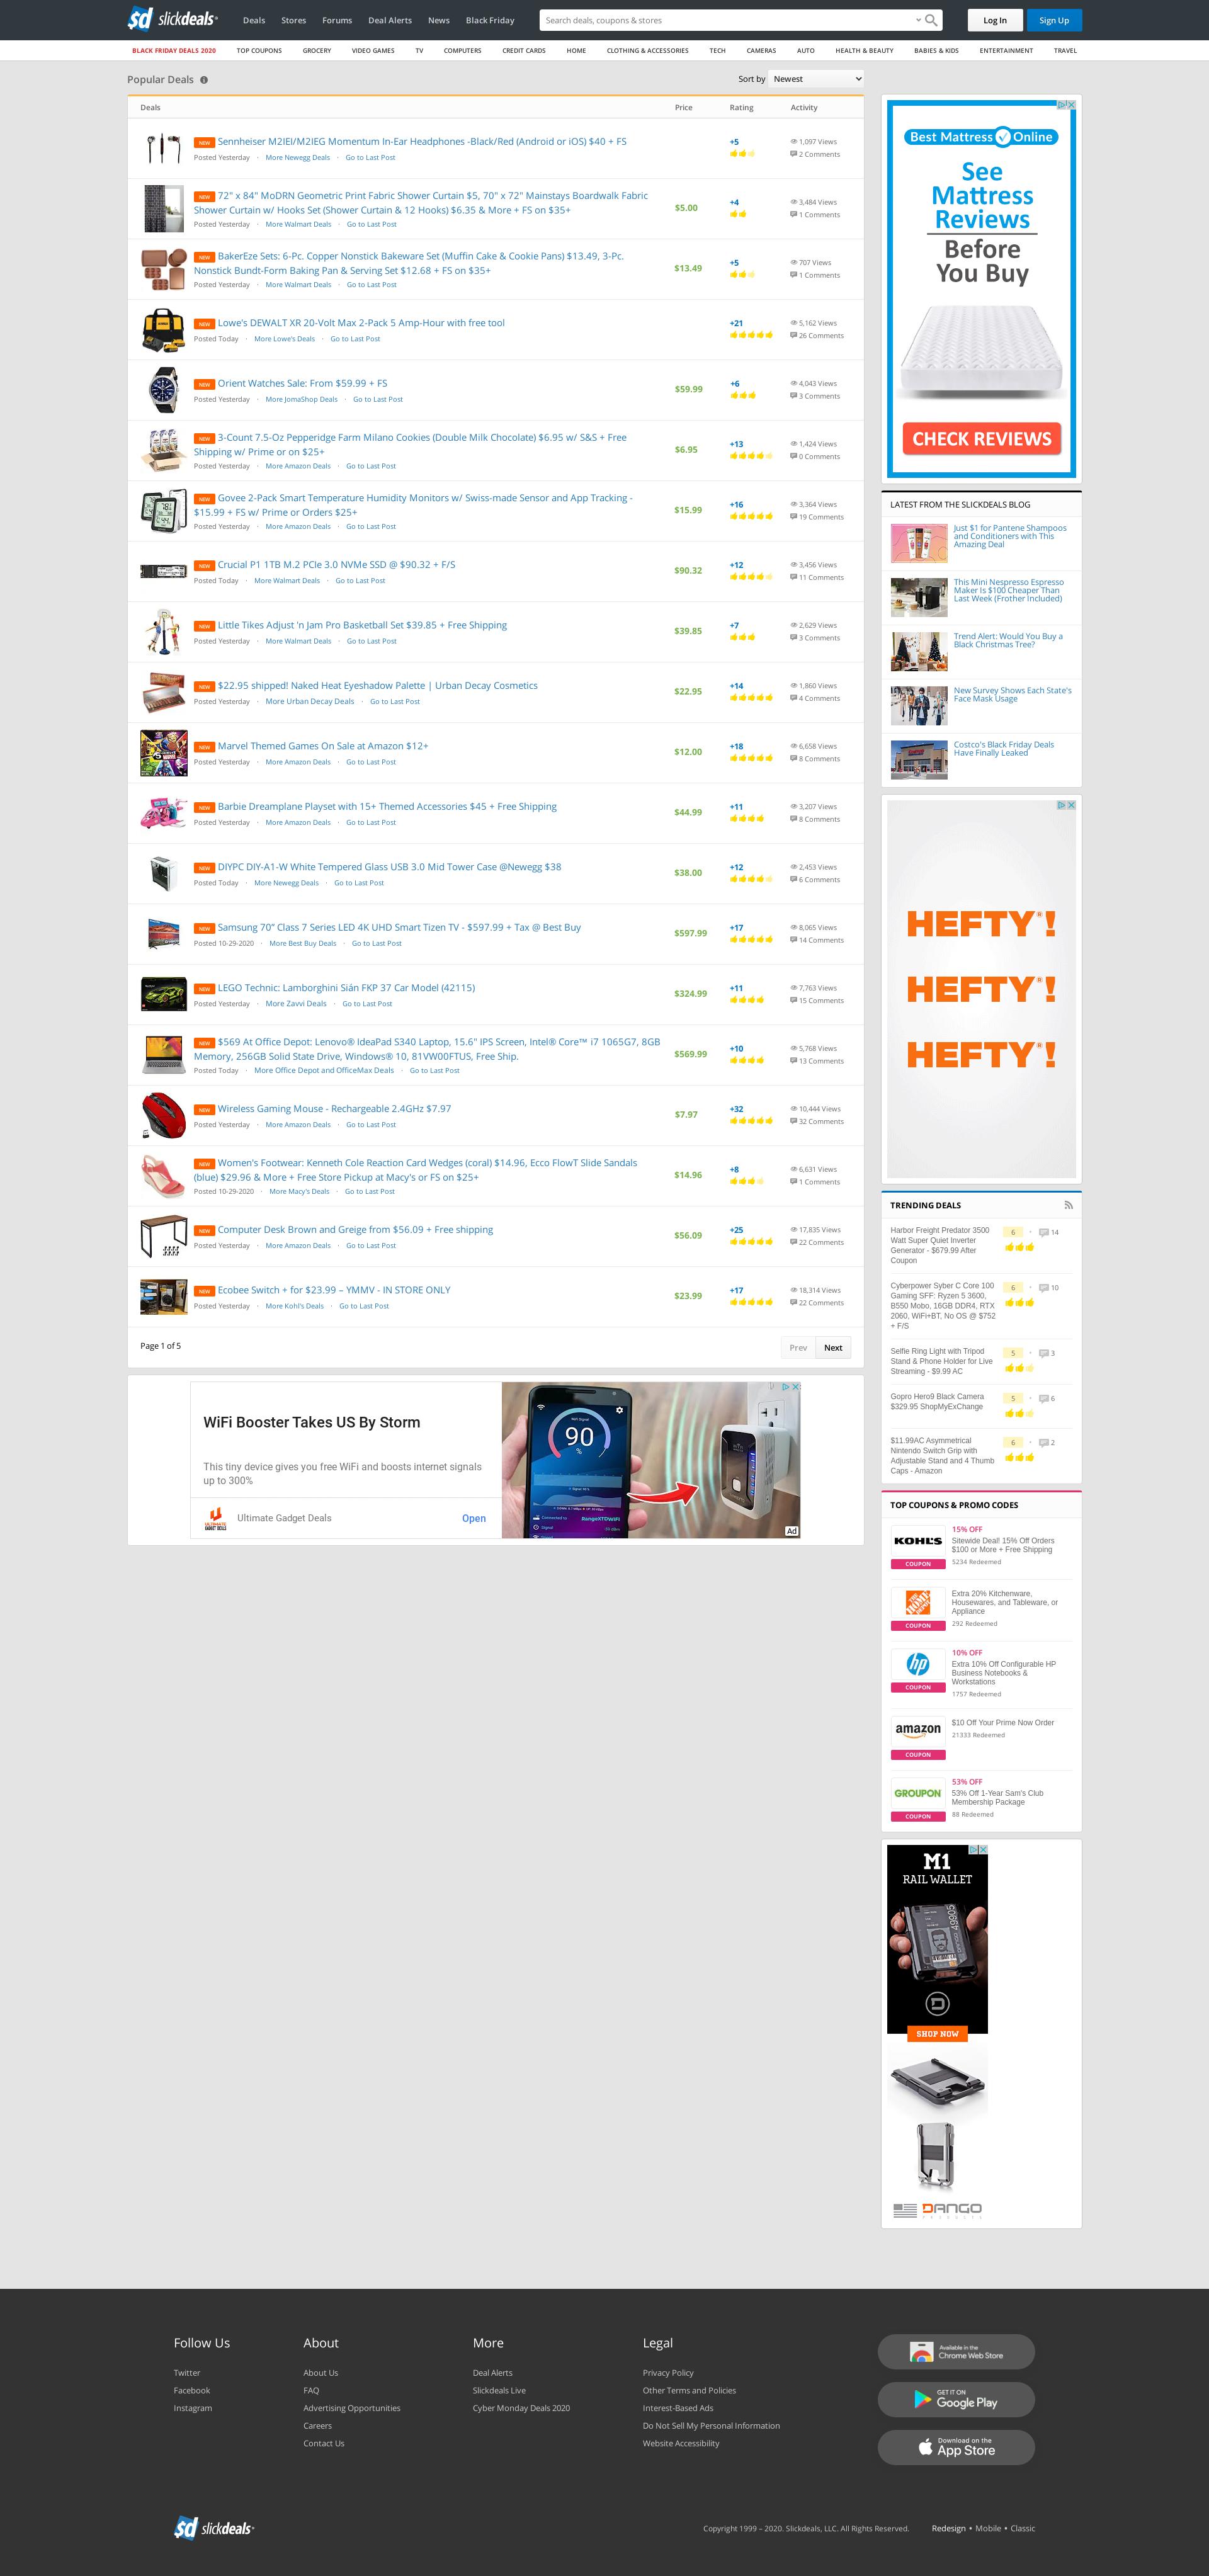 slickdeals
Deals Stores Forums Deal Alerts News Black Friday
Search deals, coupons & stores
Log In
Sign Up
BLACK FRIDAY DEALS 2020 TOP COUPONS GROCERY VIDEO GAMES TV COMPUTERS CREDIT CARDS HOME CLOTHING & ACCESSORIES TECH CAMERAS AUTO HEALTH & BEAUTY BABIES & KIDS ENTERTAINMENT TRAVEL
Popular Deals
Sort by Newest
Deals Price Rating Activity
NEW Sennheiser M2IEI/M2IEG Momentum In-Ear Headphones -Black/Red (Android or iOS) $40 + FS
Posted Yesterday · More Newegg Deals · Go to Last Post
+5
1,097 Views
2 Comments
NEW 72" x 84" MoDRN Geometric Print Fabric Shower Curtain $5, 70" x 72" Mainstays Boardwalk Fabric
Shower Curtain w/ Hooks Set (Shower Curtain & 12 Hooks) $6.35 & More + FS on $35+
Posted Yesterday · More Walmart Deals · Go to Last Post
$5.00
+4
3,484 Views
1 Comments
NEW BakerEze Sets: 6-Pc. Copper Nonstick Bakeware Set (Muffin Cake & Cookie Pans) $13.49, 3-Pc.
Nonstick Bundt-Form Baking Pan & Serving Set $12.68 + FS on $35+
Posted Yesterday · More Walmart Deals · Go to Last Post
$13.49
+5
707 Views
1 Comments
NEW Lowe's DEWALT XR 20-Volt Max 2-Pack 5 Amp-Hour with free tool
Posted Today · More Lowe's Deals · Go to Last Post
+21
5,162 Views
26 Comments
NEW Orient Watches Sale: From $59.99 + FS
Posted Yesterday · More JomaShop Deals · Go to Last Post
$59.99
+6
4,043 Views
3 Comments
NEW 3-Count 7.5-Oz Pepperidge Farm Milano Cookies (Double Milk Chocolate) $6.95 w/ S&S + Free
Shipping w/ Prime or on $25+
Posted Yesterday · More Amazon Deals · Go to Last Post
$6.95
+13
1,424 Views
0 Comments
NEW Govee 2-Pack Smart Temperature Humidity Monitors w/ Swiss-made Sensor and App Tracking -
$15.99 + FS w/ Prime or Orders $25+
Posted Yesterday · More Amazon Deals · Go to Last Post
$15.99
+16
3,364 Views
19 Comments
NEW Crucial P1 1TB M.2 PCIe 3.0 NVMe SSD @ $90.32 + F/S
Posted Today · More Walmart Deals · Go to Last Post
$90.32
+12
3,456 Views
11 Comments
NEW Little Tikes Adjust 'n Jam Pro Basketball Set $39.85 + Free Shipping
Posted Yesterday · More Walmart Deals · Go to Last Post
$39.85
+7
2,629 Views
3 Comments
NEW $22.95 shipped! Naked Heat Eyeshadow Palette | Urban Decay Cosmetics
Posted Yesterday · More Urban Decay Deals · Go to Last Post
$22.95
+14
1,860 Views
4 Comments
NEW Marvel Themed Games On Sale at Amazon $12+
Posted Yesterday · More Amazon Deals · Go to Last Post
$12.00
+18
6,658 Views
8 Comments
NEW Barbie Dreamplane Playset with 15+ Themed Accessories $45 + Free Shipping
Posted Yesterday · More Amazon Deals · Go to Last Post
$44.99
+11
3,207 Views
8 Comments
NEW DIYPC DIY-A1-W White Tempered Glass USB 3.0 Mid Tower Case @Newegg $38
Posted Today · More Newegg Deals · Go to Last Post
$38.00
+12
2,453 Views
6 Comments
NEW Samsung 70” Class 7 Series LED 4K UHD Smart Tizen TV - $597.99 + Tax @ Best Buy
Posted 10-29-2020 · More Best Buy Deals · Go to Last Post
$597.99
+17
8,065 Views
14 Comments
NEW LEGO Technic: Lamborghini Sián FKP 37 Car Model (42115)
Posted Yesterday · More Zavvi Deals · Go to Last Post
$324.99
+11
7,763 Views
15 Comments
NEW $569 At Office Depot: Lenovo® IdeaPad S340 Laptop, 15.6" IPS Screen, Intel® Core™ i7 1065G7, 8GB
Memory, 256GB Solid State Drive, Windows® 10, 81VW00FTUS, Free Ship.
Posted Today · More Office Depot and OfficeMax Deals · Go to Last Post
$569.99
+10
5,768 Views
13 Comments
NEW Wireless Gaming Mouse - Rechargeable 2.4GHz $7.97
Posted Yesterday · More Amazon Deals · Go to Last Post
$7.97
+32
10,444 Views
32 Comments
NEW Women's Footwear: Kenneth Cole Reaction Card Wedges (coral) $14.96, Ecco FlowT Slide Sandals
(blue) $29.96 & More + Free Store Pickup at Macy's or FS on $25+
Posted 10-29-2020 · More Macy's Deals · Go to Last Post
$14.96
+8
6,631 Views
1 Comments
NEW Computer Desk Brown and Greige from $56.09 + Free shipping
Posted Yesterday · More Amazon Deals · Go to Last Post
$56.09
+25
17,835 Views
22 Comments
NEW Ecobee Switch + for $23.99 – YMMV - IN STORE ONLY
Posted Yesterday · More Kohl's Deals · Go to Last Post
$23.99
+17
18,314 Views
22 Comments
Page 1 of 5
Prev Next
WiFi Booster Takes US By Storm
This tiny device gives you free WiFi and boosts internet signals
up to 300%
Ultimate Gadget Deals
Open
90
RangeXTDWiFi
Ad
Best Mattress Online
See
Mattress
Reviews
Before
You Buy
CHECK REVIEWS
LATEST FROM THE SLICKDEALS BLOG
Just $1 for Pantene Shampoos
and Conditioners with This
Amazing Deal
This Mini Nespresso Espresso
Maker Is $100 Cheaper Than
Last Week (Frother Included)
Trend Alert: Would You Buy a
Black Christmas Tree?
New Survey Shows Each State's
Face Mask Usage
Costco's Black Friday Deals
Have Finally Leaked
HEFTY!
HEFTY!
HEFTY!
TRENDING DEALS
Harbor Freight Predator 3500
Watt Super Quiet Inverter
Generator - $679.99 After
Coupon
6 - 14
Cyberpower Syber C Core 100
Gaming SFF: Ryzen 5 3600,
B550 Mobo, 16GB DDR4, RTX
2060, WiFi+BT, No OS @ $752
+ F/S
6 - 10
Selfie Ring Light with Tripod
Stand & Phone Holder for Live
Streaming - $9.99 AC
5 - 3
Gopro Hero9 Black Camera
$329.95 ShopMyExChange
5 - 6
$11.99AC Asymmetrical
Nintendo Switch Grip with
Adjustable Stand and 4 Thumb
Caps - Amazon
6 - 2
TOP COUPONS & PROMO CODES
KOHL'S
COUPON
15% OFF
Sitewide Deal! 15% Off Orders
$100 or More + Free Shipping
5234 Redeemed
THE HOME DEPOT
COUPON
Extra 20% Kitchenware,
Housewares, and Tableware, or
Appliance
292 Redeemed
hp
COUPON
10% OFF
Extra 10% Off Configurable HP
Business Notebooks &
Workstations
1757 Redeemed
amazon
COUPON
$10 Off Your Prime Now Order
21333 Redeemed
GROUPON
COUPON
53% OFF
53% Off 1-Year Sam's Club
Membership Package
88 Redeemed
M1
RAIL WALLET
SHOP NOW
DANGO
PRODUCTS
Follow Us
Twitter
Facebook
Instagram
About
About Us
FAQ
Advertising Opportunities
Careers
Contact Us
More
Deal Alerts
Slickdeals Live
Cyber Monday Deals 2020
Legal
Privacy Policy
Other Terms and Policies
Interest-Based Ads
Do Not Sell My Personal Information
Website Accessibility
Available in the
Chrome Web Store
GET IT ON
Google Play
Download on the
App Store
slickdeals
Copyright 1999 – 2020. Slickdeals, LLC. All Rights Reserved.
Redesign • Mobile • Classic